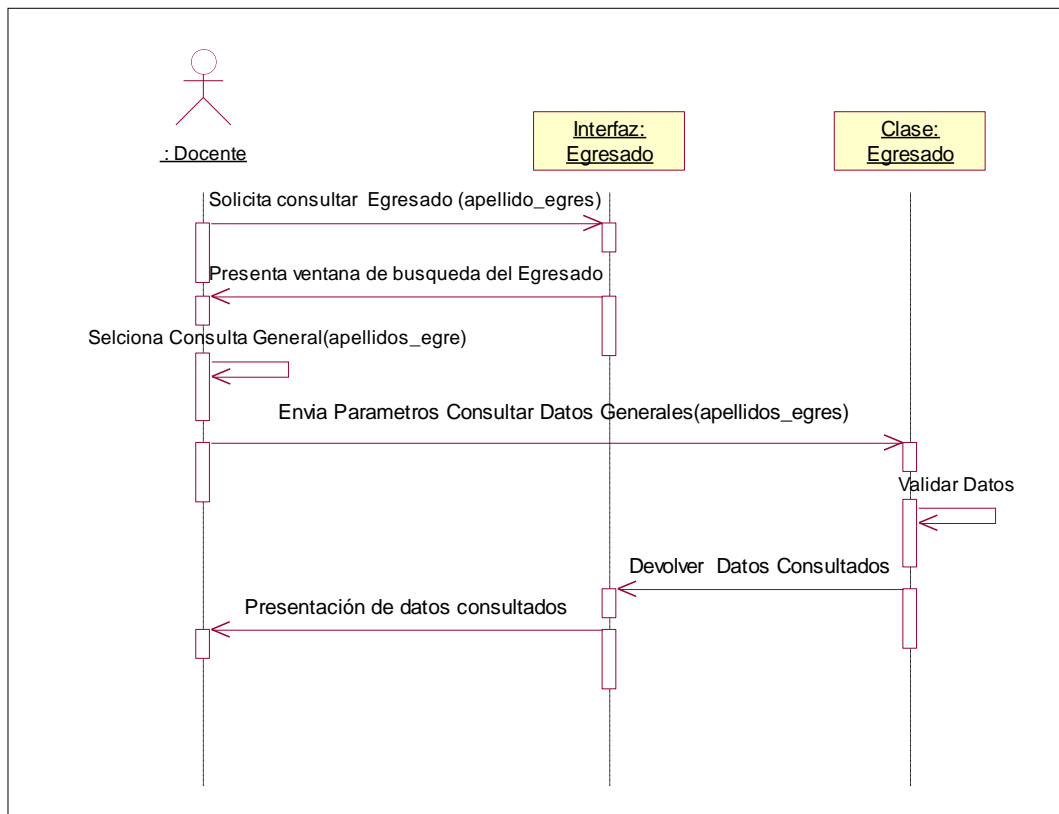 : Docente
Interfaz:
Egresado
Clase:
Egresado
Solicita consultar Egresado (apellido_egres)
Presenta ventana de busqueda del Egresado
Selciona Consulta General(apellidos_egre)
Envia Parametros Consultar Datos Generales(apellidos_egres)
Validar Datos
Devolver Datos Consultados
Presentación de datos consultados